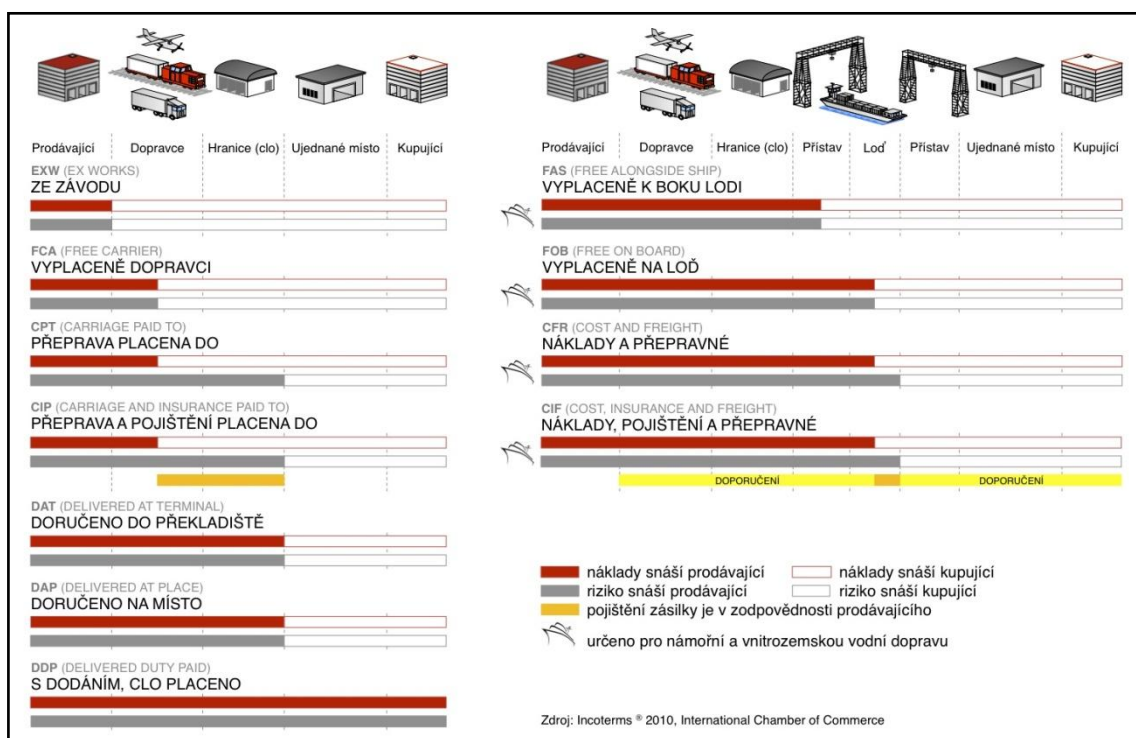 Prodávající Dopravce Hranice (clo) Ujednané místo Kupující
EXW (EX WORKS)
ZE ZÁVODU
FCA (FREE CARRIER)
VYPLACENĚ DOPRAVCI
CPT (CARRIAGE PAID TO)
PŘEPRAVA PLACENA DO
CIP (CARRIAGE AND INSURANCE PAID TO)
PŘEPRAVA A POJIŠTĚNÍ PLACENA DO
DAT (DELIVERED AT TERMINAL)
DORUČENO DO PŘEKLADIŠTĚ
DAP (DELIVERED AT PLACE)
DORUČENO NA MÍSTO
DDP (DELIVERED DUTY PAID)
S DODÁNÍM, CLO PLACENO
Prodávající Dopravce Hranice (clo) Přístav Loď Přístav Ujednané místo Kupující
FAS (FREE ALONGSIDE SHIP)
VYPLACENĚ K BOKU LODI
FOB (FREE ON BOARD)
VYPLACENĚ NA LOĎ
CFR (COST AND FREIGHT)
NÁKLADY A PŘEPRAVNÉ
CIF (COST, INSURANCE AND FREIGHT)
NÁKLADY, POJIŠTĚNÍ A PŘEPRAVNÉ
DOPORUČENÍ DOPORUČENÍ
náklady snáší prodávající náklady snáší kupující
riziko snáší prodávající riziko snáší kupující
pojištění zásilky je v zodpovědnosti prodávajícího
určeno pro námořní a vnitrozemskou vodní dopravu
Zdroj: Incoterms ® 2010, International Chamber of Commerce